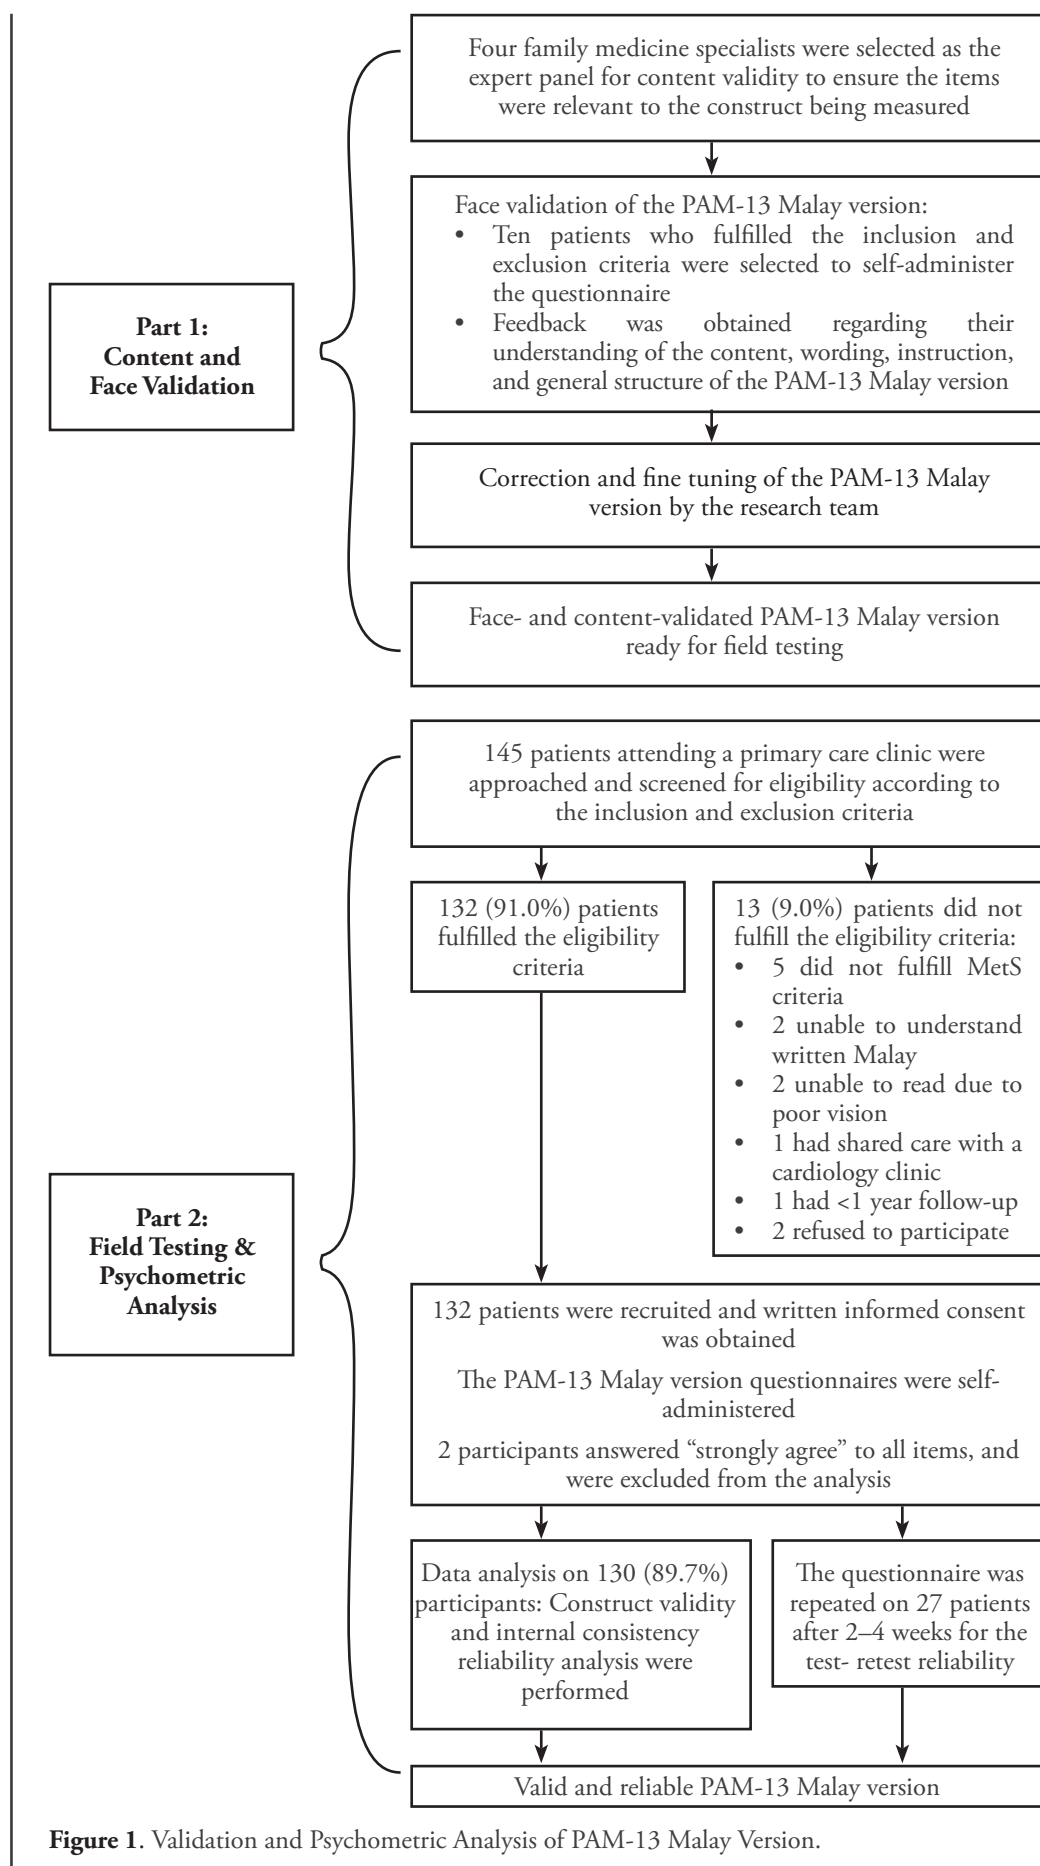 Four family medicine specialists were selected as the
expert panel for content validity to ensure the items
were relevant to the construct being measured
Face validation of the PAM-13 Malay version:
• Ten patients who fulfilled the inclusion and
exclusion criteria were selected to self-administer
the questionnaire
• Feedback was obtained regarding their
understanding of the content, wording, instruction,
and general structure of the PAM-13 Malay version
Part 1:
Content and
Face Validation
Correction and fine tuning of the PAM-13 Malay
version by the research team
Face- and content-validated PAM-13 Malay version
ready for field testing
145 patients attending a primary care clinic were
approached and screened for eligibility according to
the inclusion and exclusion criteria
132 (91.0%) patients
fulfilled the eligibility
criteria
13 (9.0%) patients did not
fulfill the eligibility criteria:
• 5 did not fulfill MetS
criteria
• 2 unable to understand
written Malay
• 2 unable to read due to
poor vision
• 1 had shared care with a
cardiology clinic
• 1 had <1 year follow-up
• 2 refused to participate
Part 2:
Field Testing &
Psychometric
Analysis
132 patients were recruited and written informed consent
was obtained
The PAM-13 Malay version questionnaires were self-
administered
2 participants answered “strongly agree” to all items, and
were excluded from the analysis
Data analysis on 130 (89.7%)
participants: Construct validity
and internal consistency
reliability analysis were
performed
The questionnaire was
repeated on 27 patients
after 2–4 weeks for the
test- retest reliability
Valid and reliable PAM-13 Malay version
Figure 1. Validation and Psychometric Analysis of PAM-13 Malay Version.